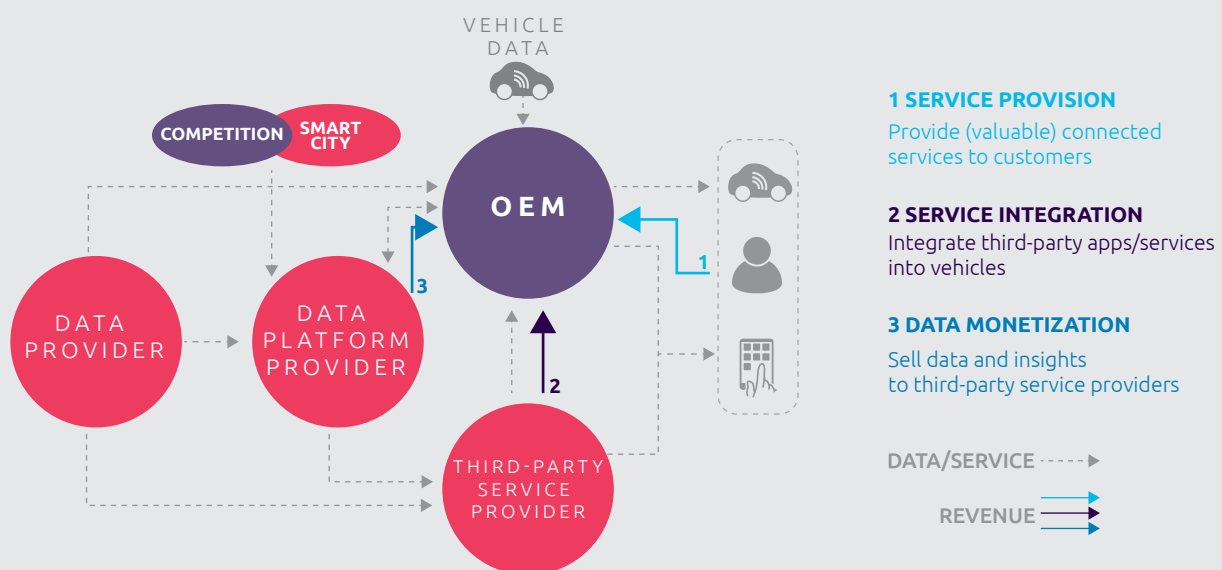 VEHICLE
DATA
COMPETITION
SMART
CITY
OEM
1
3
DATA
PROVIDER
DATA
PLATFORM
PROVIDER
2
THIRD-PARTY
SERVICE
PROVIDER
1 SERVICE PROVISION
Provide (valuable) connected
services to customers
2 SERVICE INTEGRATION
Integrate third-party apps/services
into vehicles
3 DATA MONETIZATION
Sell data and insights
to third-party service providers
DATA/SERVICE
REVENUE